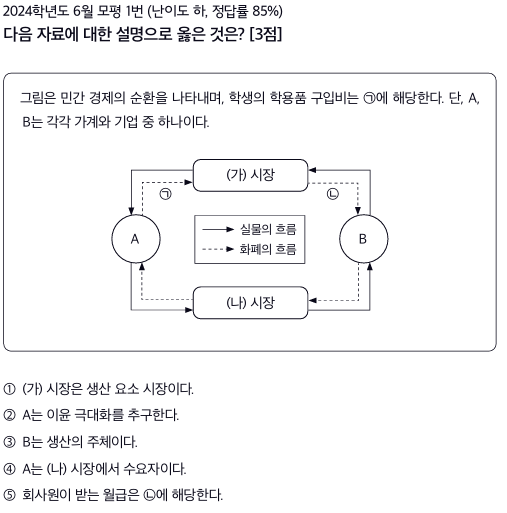 2024학년도 6월 모평 1번 (난이도 하, 정답률 85%)
다음 자료에 대한 설명으로 옳은 것은? [3점]
그림은 민간 경제의 순환을 나타내며, 학생의 학용품 구입비는 ㉠에 해당한다. 단, A,
B는 각각 가계와 기업 중 하나이다.
(가) 시장
㉠
㉡
A
실물의 흐름
화폐의 흐름
B
(나) 시장
① (가) 시장은 생산 요소 시장이다.
② A는 이윤 극대화를 추구한다.
③ B는 생산의 주체이다.
④ A는 (나) 시장에서 수요자이다.
⑤ 회사원이 받는 월급은 ㉡에 해당한다.